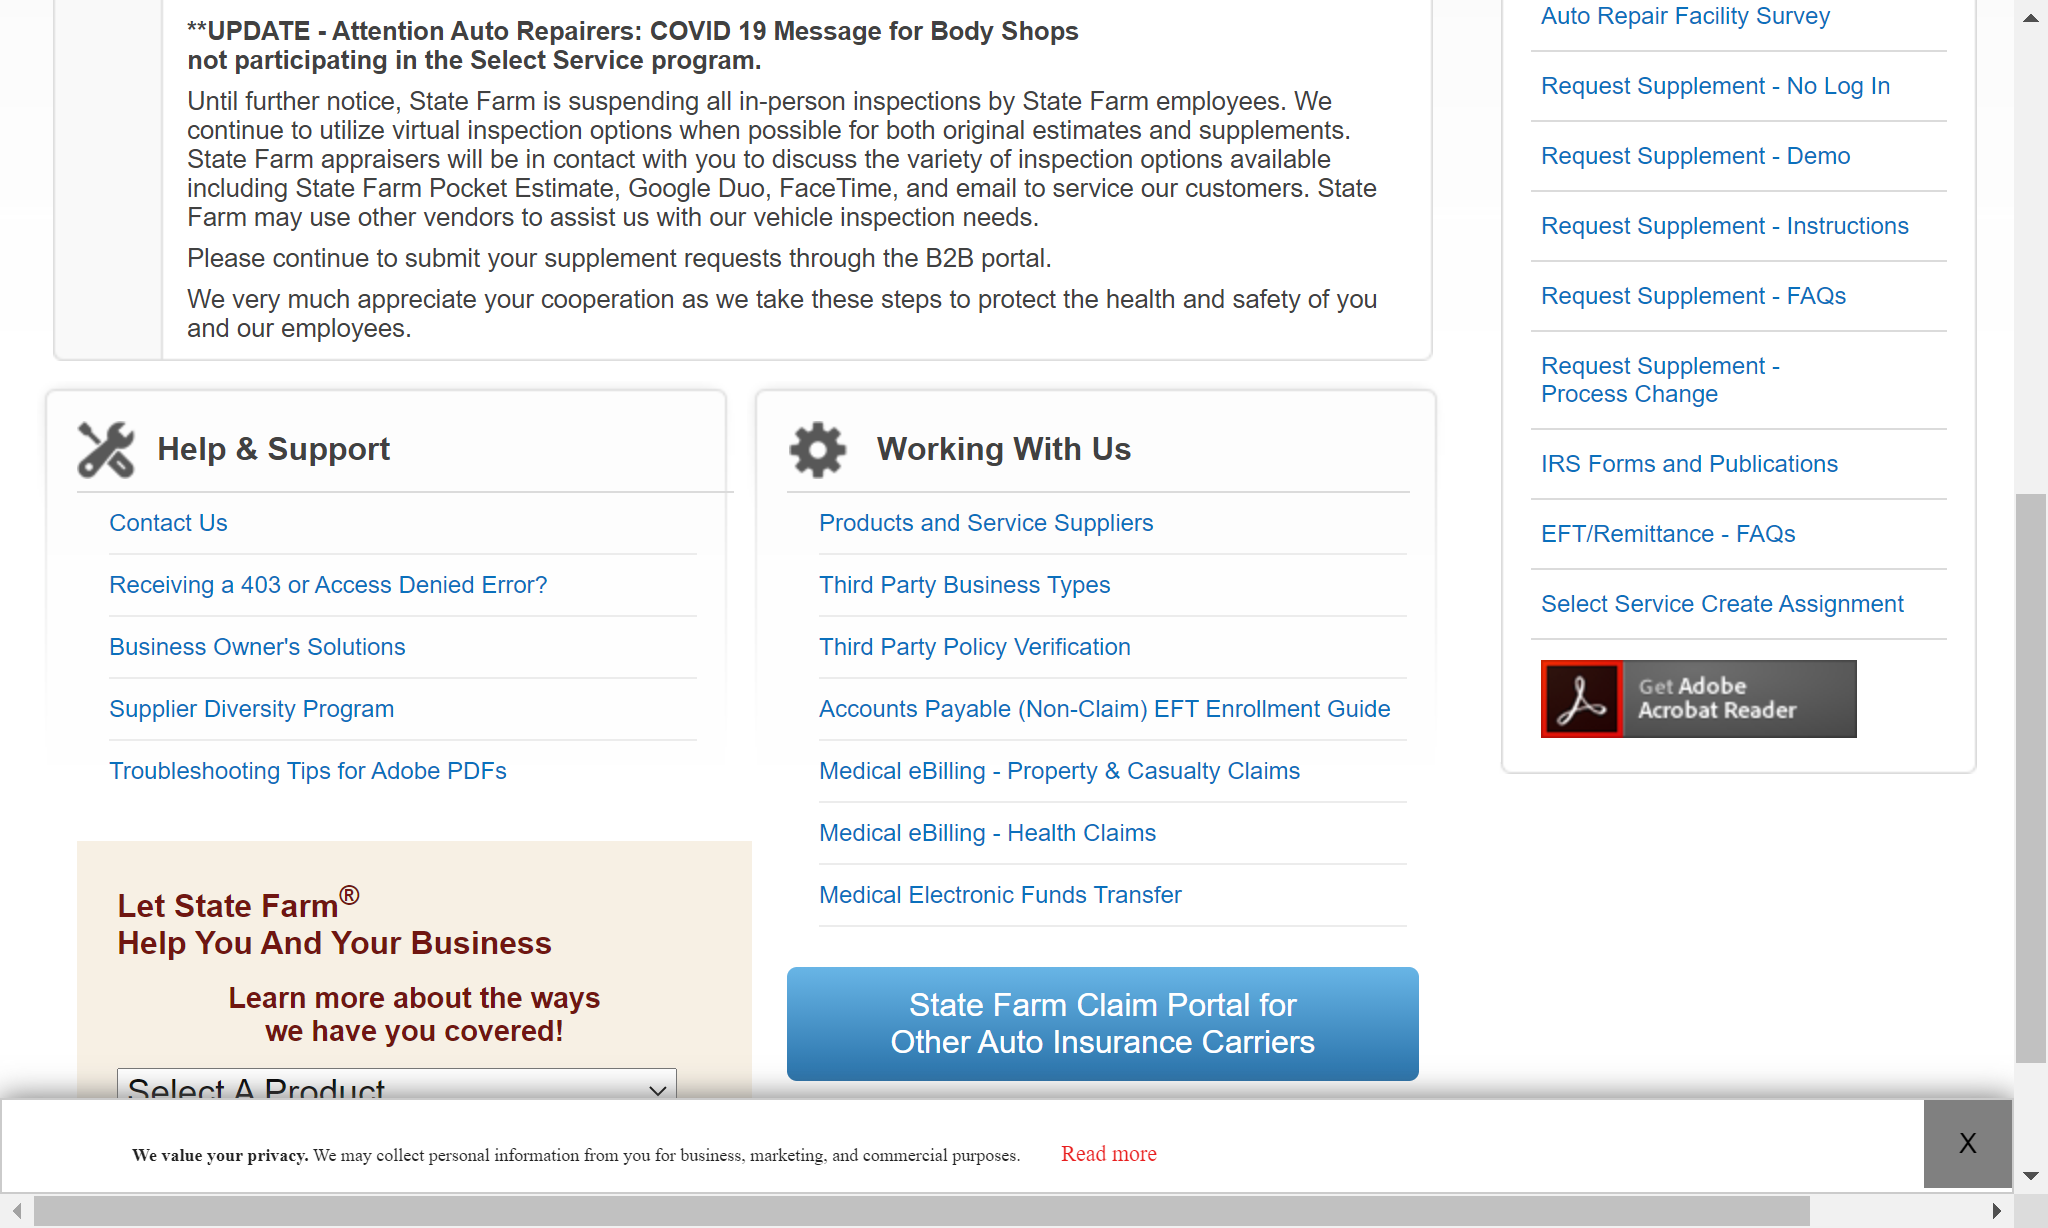 **UPDATE - Attention Auto Repairers: COVID 19 Message for Body Shops
not participating in the Select Service program.
Until further notice, State Farm is suspending all in-person inspections by State Farm employees. We
continue to utilize virtual inspection options when possible for both original estimates and supplements.
State Farm appraisers will be in contact with you to discuss the variety of inspection options available
including State Farm Pocket Estimate, Google Duo, FaceTime, and email to service our customers. State
Farm may use other vendors to assist us with our vehicle inspection needs.
Please continue to submit your supplement requests through the B2B portal.
We very much appreciate your cooperation as we take these steps to protect the health and safety of you
and our employees.
Help & Support
Contact Us
Receiving a 403 or Access Denied Error?
Business Owner's Solutions
Supplier Diversity Program
Troubleshooting Tips for Adobe PDFs
Let State Farm®
Help You And Your Business
Learn more about the ways
we have you covered!
Select A Product
Working With Us
Products and Service Suppliers
Third Party Business Types
Third Party Policy Verification
Accounts Payable (Non-Claim) EFT Enrollment Guide
Medical eBilling - Property & Casualty Claims
Medical eBilling - Health Claims
Medical Electronic Funds Transfer
State Farm Claim Portal for
Other Auto Insurance Carriers
Auto Repair Facility Survey
Request Supplement - No Log In
Request Supplement - Demo
Request Supplement - Instructions
Request Supplement - FAQs
Request Supplement -
Process Change
IRS Forms and Publications
EFT/Remittance - FAQs
Select Service Create Assignment
Get Adobe
Acrobat Reader
We value your privacy. We may collect personal information from you for business, marketing, and commercial purposes. Read more
X